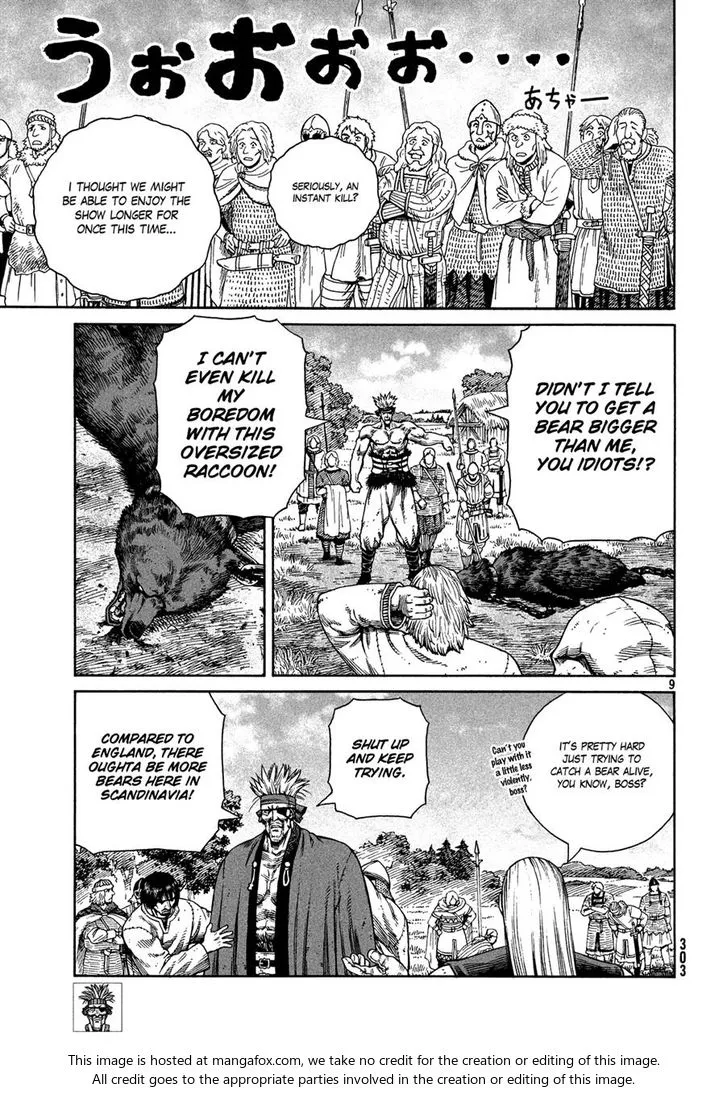 うぉおぉぉ・・・・
あちゃー
SERIOUSLY, AN
INSTANT KILL?
I THOUGHT WE MIGHT
BE ABLE TO ENJOY THE
SHOW LONGER FOR
ONCE THIS TIME...
DIDN'T I TELL
YOU TO GET A
BEAR BIGGER
THAN ME,
YOU IDIOTS!?
I CAN'T
EVEN KILL
MY
BOREDOM
WITH THIS
OVERSIZED
RACCOON!
9
IT'S PRETTY HARD
JUST TRYING TO
CATCH A BEAR ALIVE,
YOU KNOW, BOSS?
Can't you
play with it
a little less
violently,
boss?
SHUT UP
AND KEEP
TRYING.
COMPARED TO
ENGLAND, THERE
OUGHTA BE MORE
BEARS HERE IN
SCANDINAVIA!
303
This image is hosted at mangafox.com, we take no credit for the creation or editing of this image.
All credit goes to the appropriate parties involved in the creation or editing of this image.